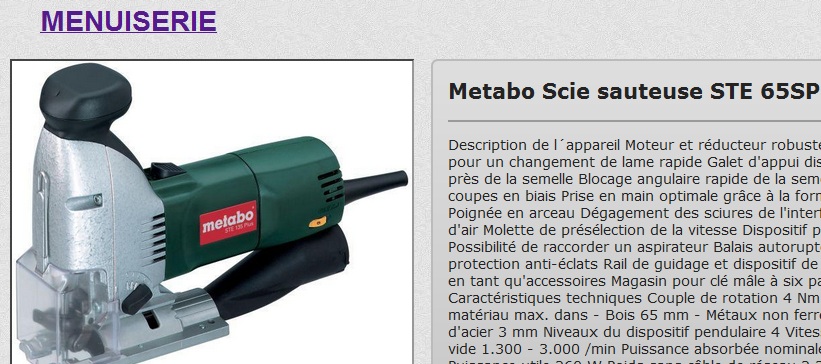 MENUISERIE
metabo
STE 135 Plus
Metabo Scie sauteuse STE 65SP
Description de l´appareil Moteur et réducteur robuste
pour un changement de lame rapide Galet d'appui dis
près de la semelle Blocage angulaire rapide de la sem
coupes en biais Prise en main optimale grâce à la for
Poignée en arceau Dégagement des sciures de l'interf
d'air Molette de présélection de la vitesse Dispositif p
Possibilité de raccorder un aspirateur Balais autorupt
protection anti-éclats Rail de guidage et dispositif de
en tant qu'accessoires Magasin pour clé mâle à six pa
Caractéristiques techniques Couple de rotation 4 Nm
matériau max. dans - Bois 65 mm - Métaux non ferre
d'acier 3 mm Niveaux du dispositif pendulaire 4 Vites
vide 1.300 - 3.000 /min Puissance absorbée nominale